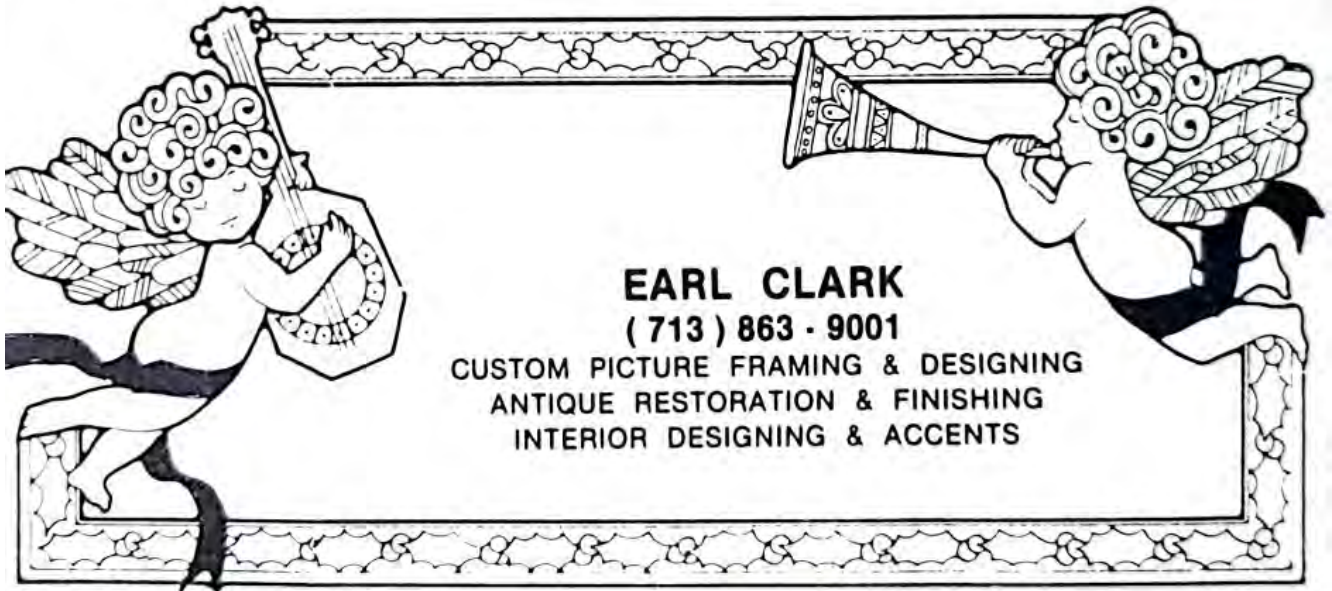 EARL CLARK
( 713 ) 863 - 9001
CUSTOM PICTURE FRAMING & DESIGNING
ANTIQUE RESTORATION & FINISHING
INTERIOR DESIGNING & ACCENTS